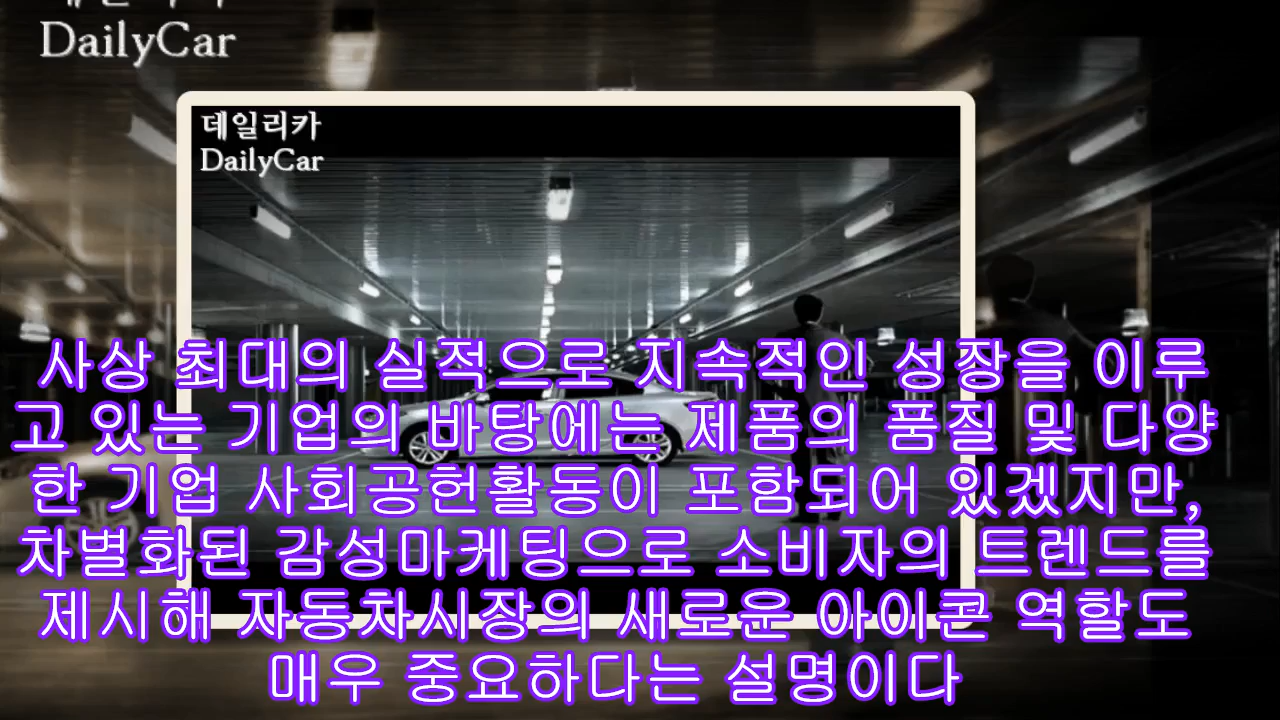 DailyCar
데일리카
DailyCar
사상 최대의 실적으로 지속적인 성장을 이루
고 있는 기업의 바탕에는 제품의 품질 및 다양
한 기업 사회공헌활동이 포함되어 있겠지만,
차별화된 감성마케팅으로 소비자의 트렌드를
제시해 자동차시장의 새로운 아이콘 역할도
매우 중요하다는 설명이다